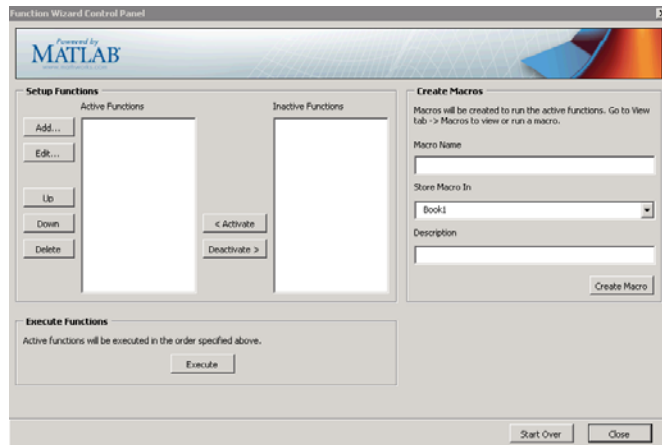 Function Wizard Control Panel
Powered by
MATLAB
www.mathworks.com
Setup Functions
Active Functions
Inactive Functions
Add...
Edit...
Up
Down
Delete
< Activate
Deactivate >
Execute Functions
Active functions will be executed in the order specified above.
Execute
Create Macros
Macros will be created to run the active functions. Go to View
tab -> Macros to view or run a macro.
Macro Name
Store Macro In
Book1
Description
Create Macro
Start Over
Close